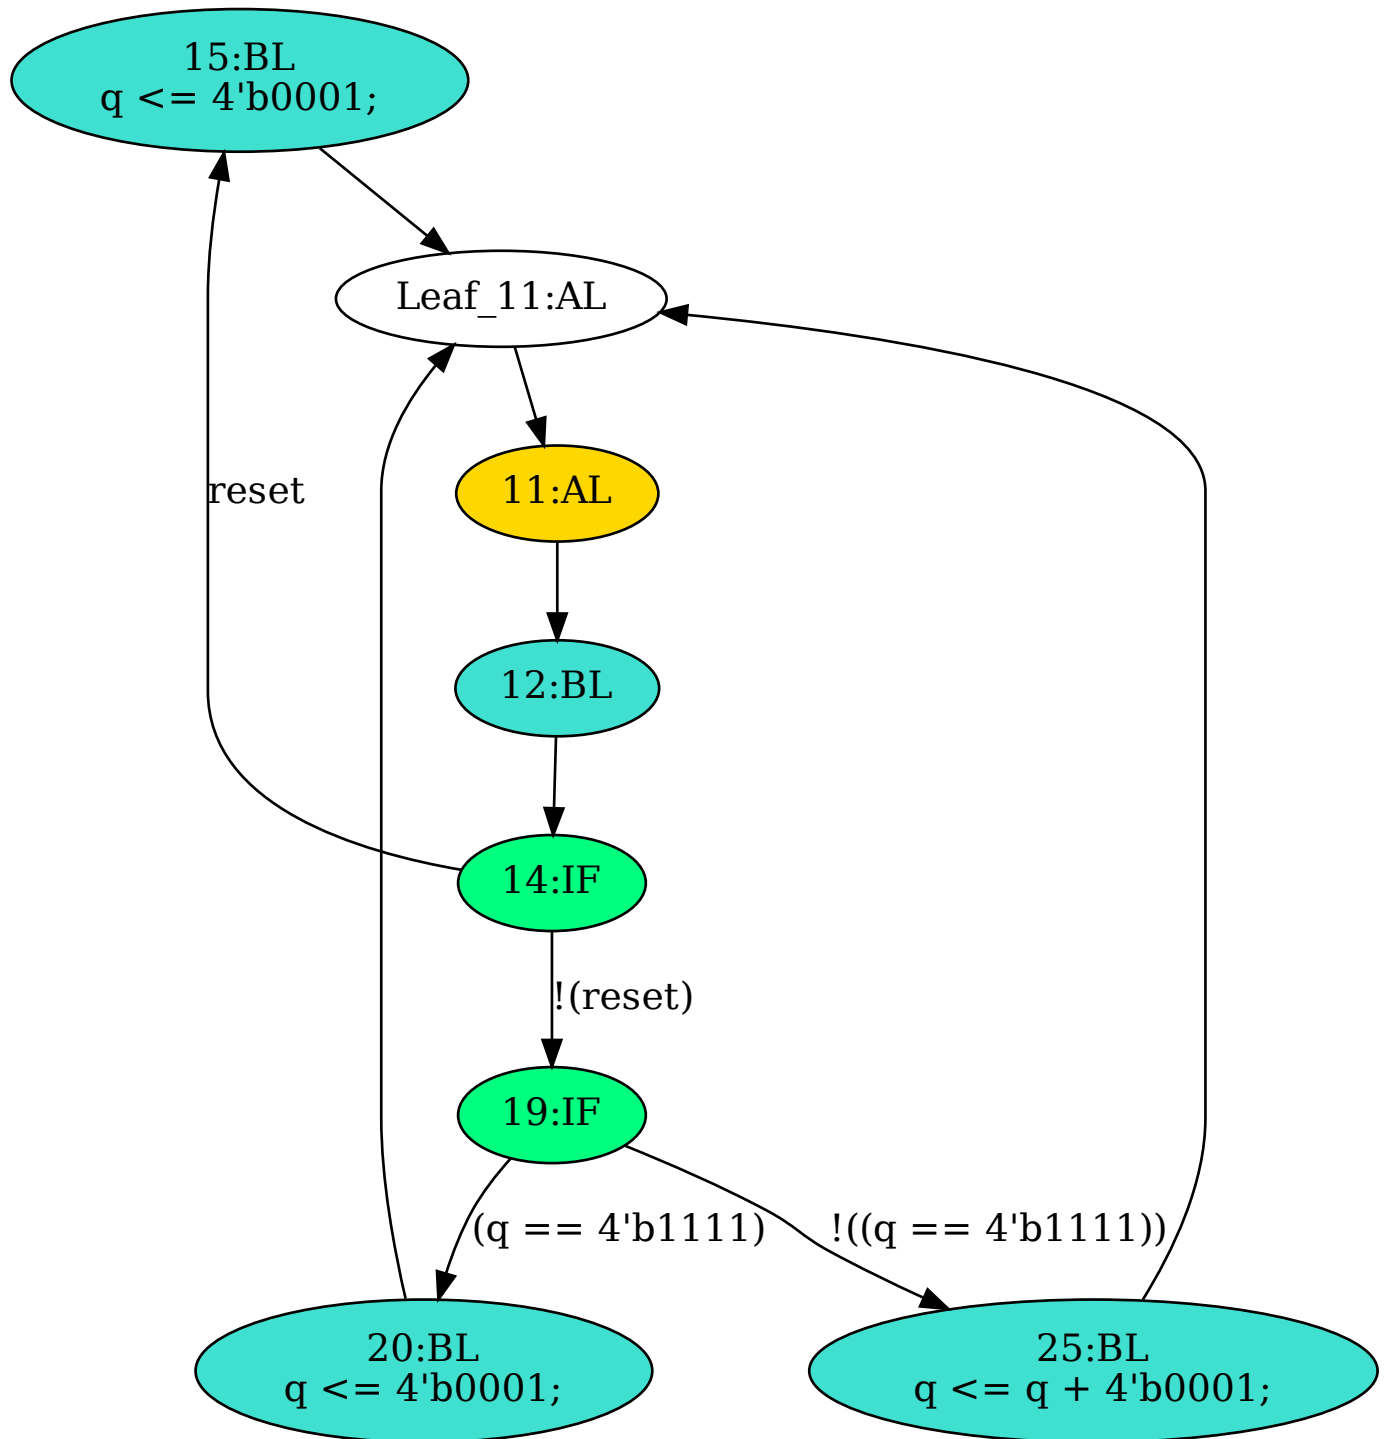 15:BL
q <= 4'b0001;
Leaf_11:AL
reset
11:AL
12:BL
14:IF
!(reset)
19:IF
(q == 4'b1111)
!((q == 4'b1111))
20:BL
q <= 4'b0001;
25:BL
q <= q + 4'b0001;